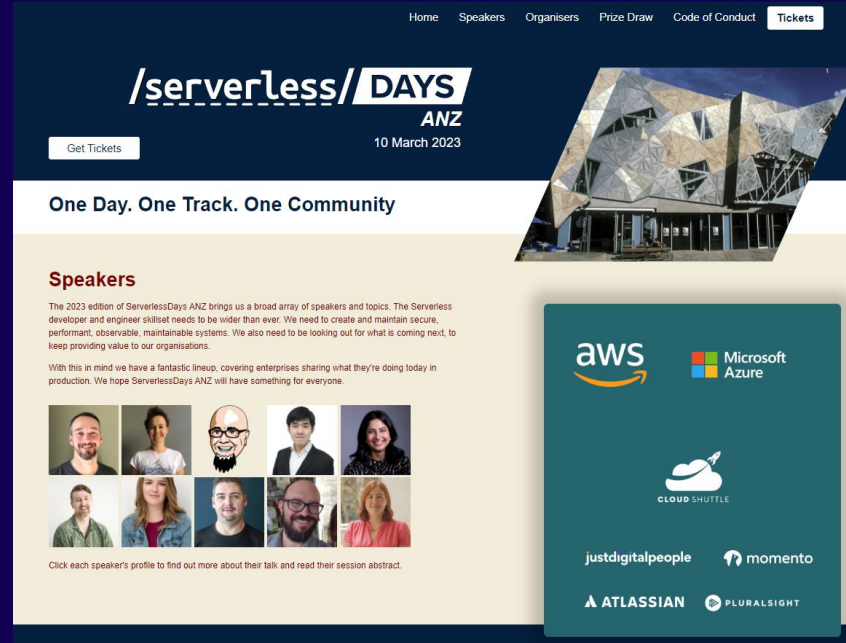 Home Speakers Organisers Prize Draw Code of Conduct Tickets
/serverless// DAYS
ANZ
10 March 2023
Get Tickets
One Day. One Track. One Community
Speakers
The 2023 edition of ServerlessDays ANZ brings us a broad array of speakers and topics. The Serverless
developer and engineer skillset needs to be wider than ever. We need to create and maintain secure,
performant, observable, maintainable systems. We also need to be looking out for what is coming next, to
keep providing value to our organisations.
With this in mind we have a fantastic lineup, covering enterprises sharing what they're doing today in
production. We hope ServerlessDays ANZ will have something for everyone.
Click each speaker's profile to find out more about their talk and read their session abstract.
aws
Microsoft
Azure
CLOUD SHUTTLE
justdigitalpeople
momento
ATLASSIAN
PLURALSIGHT